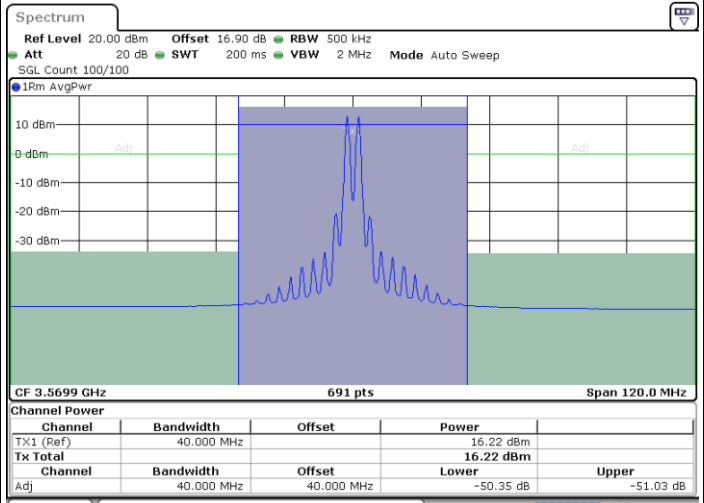 Spectrum
Ref Level 20.00 dBm Offset 16.90 dB RBW 500 kHz
Att 20 dB SWT 200 ms VBW 2 MHz Mode Auto Sweep
SGL Count 100/100
1Rm AvgPwr
10 dBm
Adj Adj
0 dBm
-10 dBm
-20 dBm
-30 dBm
CF 3.5699 GHz 691 pts Span 120.0 MHz
Channel Power
Channel Bandwidth Offset Power
TX1 (Ref) 40.000 MHz 16.22 dBm
Tx Total 16.22 dBm
Channel Bandwidth Offset Lower Upper
Adj 40.000 MHz 40.000 MHz -50.35 dB -51.03 dB